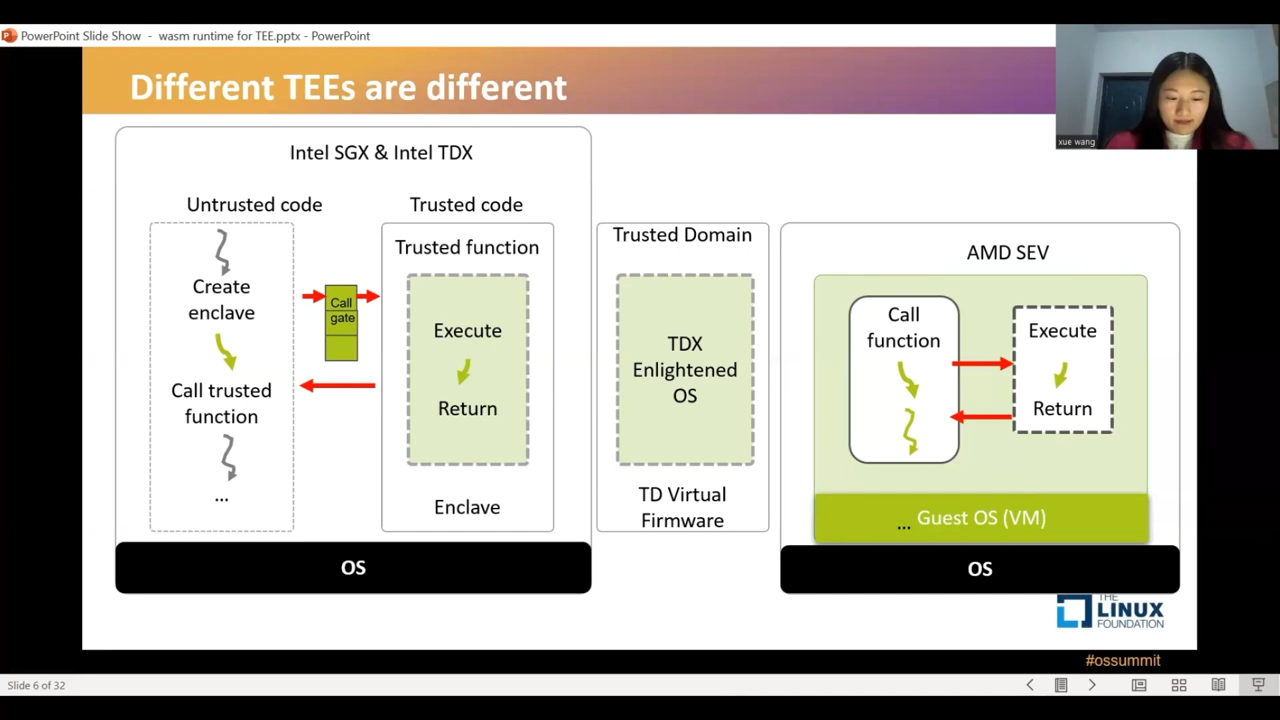 PowerPoint Slide Show - wasm runtime for TEE.pptx - PowerPoint
Different TEEs are different
xue wang
Intel SGX & Intel TDX
Untrusted code
Trusted code
Create
enclave
Call trusted
function
...
Call
gate
Trusted function
Execute
Return
Enclave
OS
Trusted Domain
TDX
Enlightened
OS
TD Virtual
Firmware
AMD SEV
Call
function
Execute
Return
... Guest OS (VM)
OS
THE
LINUX
FOUNDATION
#ossummit
Slide 6 of 32